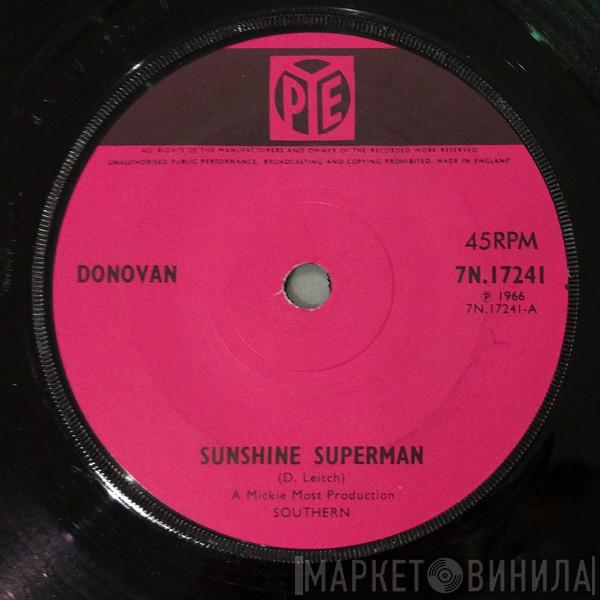 PYE
ALL RIGHTS OF THE MANUFACTURERS AND OWNER OF THE RECORDED WORK RESERVED
UNAUTHORISED PUBLIC PERFORMANCE, BROADCASTING AND COPYING PROHIBITED. MADE IN ENGLAND
45RPM
DONOVAN
7N.17241
℗ 1966
7N.17241-A
SUNSHINE SUPERMAN
(D. Leitch)
A Mickie Most Production
SOUTHERN
МАРКЕТ ВИНИЛА